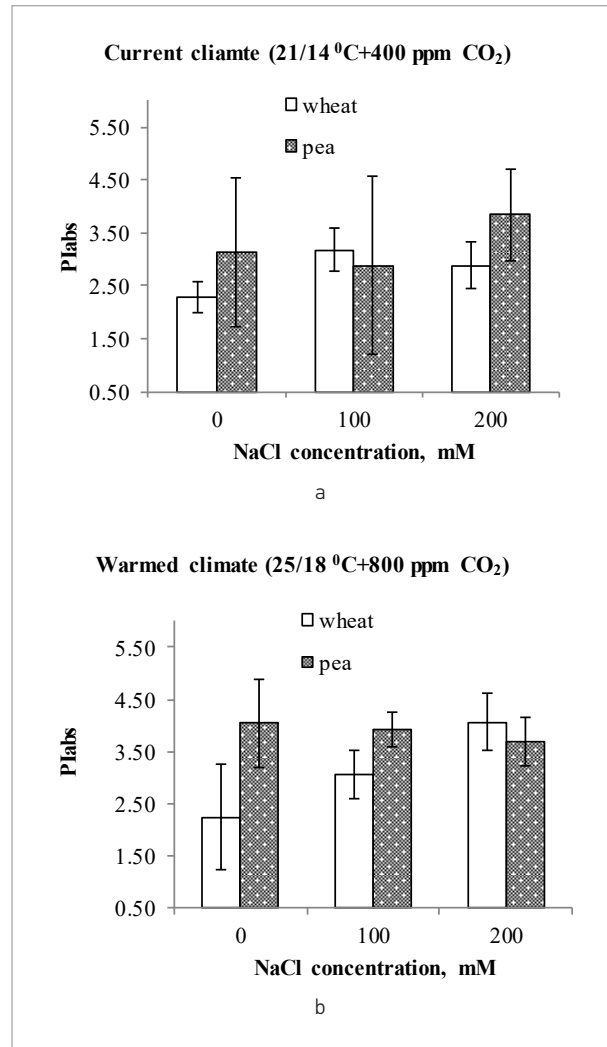 Current cliamte (21/14 ⁰C+400 ppm CO₂)
wheat
pea
5.50
4.50
3.50
2.50
1.50
0.50
PIabs
0 100 200
NaCl concentration, mM
a
Warmed climate (25/18 ⁰C+800 ppm CO₂)
wheat
pea
5.50
4.50
3.50
2.50
1.50
0.50
PIabs
0 100 200
NaCl concentration, mM
b